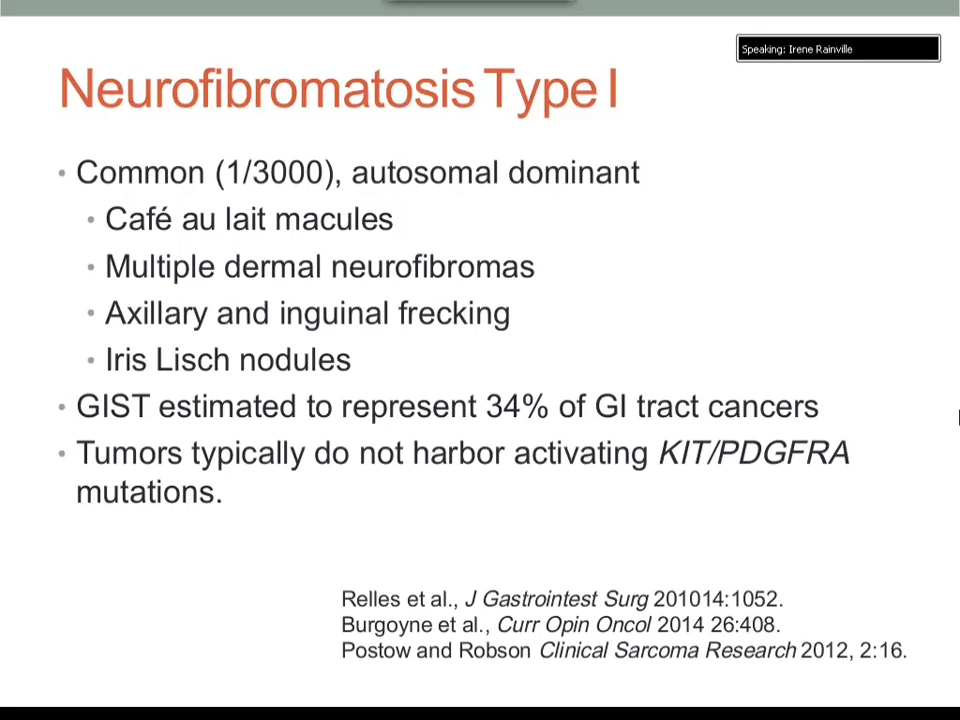 Speaking: Irene Rainville
Neurofibromatosis Type I
• Common (1/3000), autosomal dominant
• Café au lait macules
• Multiple dermal neurofibromas
• Axillary and inguinal frecking
• Iris Lisch nodules
• GIST estimated to represent 34% of GI tract cancers
• Tumors typically do not harbor activating KIT/PDGFRA
mutations.
Relles et al., J Gastrointest Surg 201014:1052.
Burgoyne et al., Curr Opin Oncol 2014 26:408.
Postow and Robson Clinical Sarcoma Research 2012, 2:16.